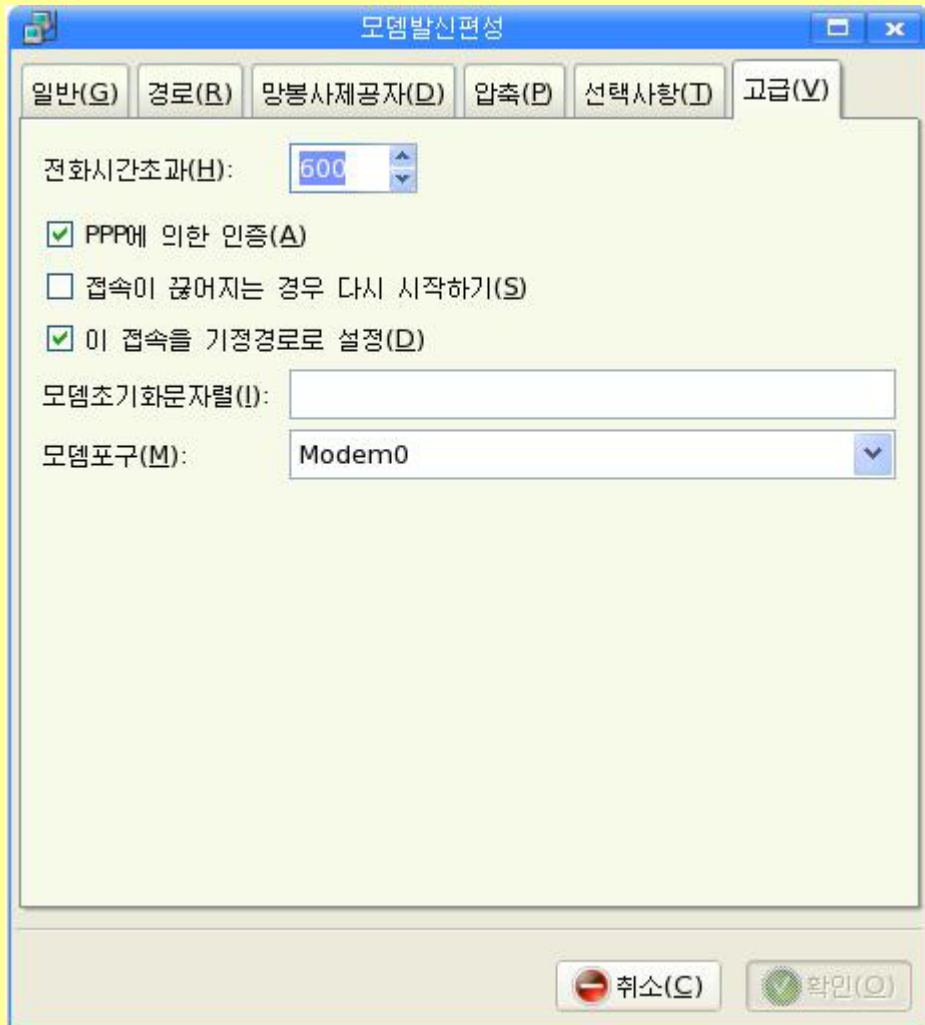 모뎀발신편성
일반(G) 경로(R) 망봉사제공자(D) 압축(P) 선택사항(T) 고급(V)
전화시간초과(H): 600
PPP에 의한 인증(A)
접속이 끊어지는 경우 다시 시작하기(S)
이 접속을 기정경로로 설정(D)
모뎀초기화문자렬(I):
모뎀포구(M): Modem0
취소(C) 확인(O)